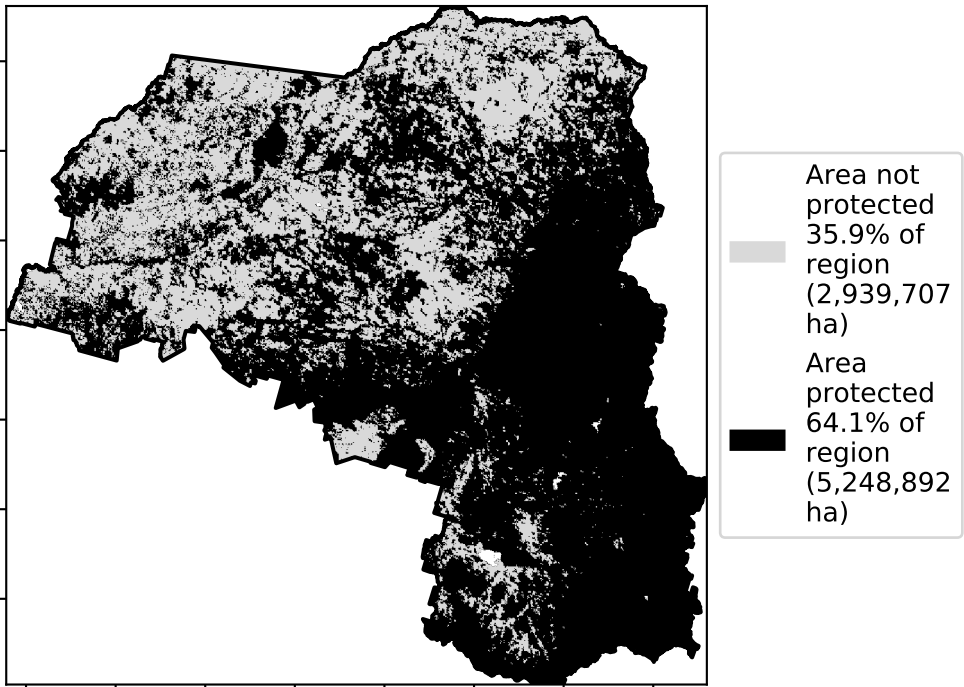 Area not
protected
35.9% of
region
(2,939,707
ha)
Area
protected
64.1% of
region
(5,248,892
ha)